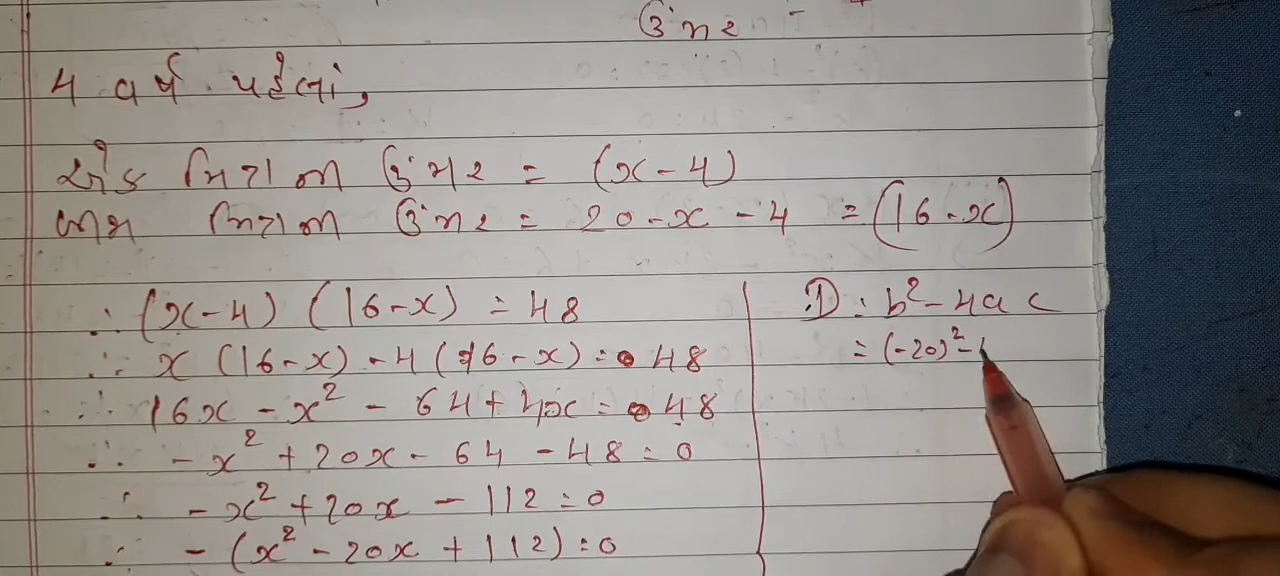 ઉંમર -
4 વર્ષ પહેલાં,
એક મિત્રની ઉંમર = (x-4)
અન્ય મિત્રની ઉંમર = 20-x-4 = (16-x)
∴ (x-4) (16-x) = 48
∴ x (16-x) -4 (16-x) = 48
∴ 16x - x² - 64 + 4x = 48
∴ -x² + 20x - 64 - 48 = 0
∴ -x² + 20x - 112 = 0
∴ - (x² - 20x + 112) = 0
D = b² - 4ac
= (-20)² -